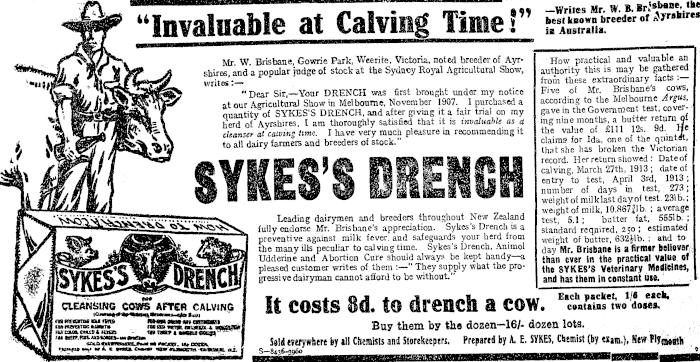 "Invaluable at Calving Time!"
—Writes Mr. W. B. Brisbane, the
best known breeder of Ayrshires
in Australia.
Mr. W. Brisbane, Gowrie Park, Weerite, Victoria, noted breeder of Ayr-
shires, and a popular judge of stock at the Sydney Royal Agricultural Show,
writes:—
"Dear Sir,—Your DRENCH was first brought under my notice
at our Agricultural Show in Melbourne, November 1907. I purchased a
quantity of SYKES'S DRENCH, and after giving it a fair trial on my
herd of Ayrshires, I am thoroughly satisfied that it is invaluable as a
cleanser at calving time. I have very much pleasure in recommending it
to all dairy farmers and breeders of stock."
SYKES'S DRENCH
Leading dairymen and breeders throughout New Zealand
fully endorse Mr. Brisbane's appreciation. Sykes's Drench is a
preventive against milk fever, and safeguards your herd from
the many ills peculiar to calving time. Sykes's Drench, Animol
Udderine and Abortion Cure should always be kept handy—a
pleased customer writes of them:—"They supply what the pro-
gressive dairyman cannot afford to be without."
It costs 8d. to drench a cow.
Buy them by the dozen—16/- dozen lots.
Sold everywhere by all Chemists and Storekeepers. Prepared by A. E. SYKES, Chemist (by exam.), New Plymouth
S—8436-3960
How practical and valuable an
authority this is may be gathered
from these extraordinary facts:—
Five of Mr. Brisbane's cows,
according to the Melbourne Argus,
gave in the Government test, cover-
ing nine months, a butter return of
the value of £111 12s. 9d. He
claims for Ida, one of the quintet,
that she has broken the Victorian
record. Her return showed: Date of
calving, March 27th, 1913; date of
entry to test, April 3rd, 1913;
number of days in test, 273;
weight of milk last day of test, 23lb.;
weight of milk, 10,867½lb.; average
test, 5.1; butter fat, 555lb.;
standard required, 250; estimated
weight of butter, 632¾lb.; and to-
day Mr. Brisbane is a firmer believer
than ever in the practical value of
the SYKES'S Veterinary Medicines,
and has them in constant use.
Each packet, 1/6 each,
contains two doses.
HOW TO
SYKES'S DRENCH
FOR
CLEANSING COWS AFTER CALVING